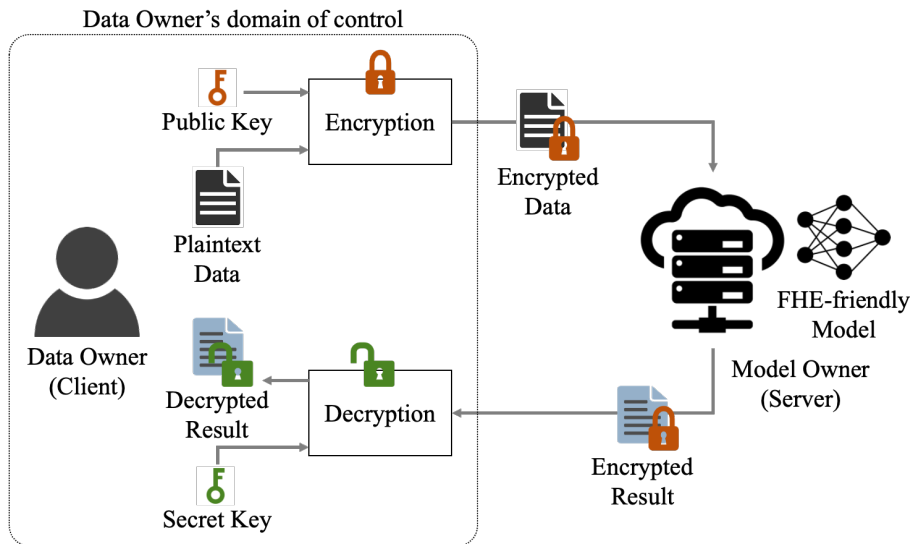 Data Owner’s domain of control
Public Key
Encryption
Plaintext
Data
Encrypted
Data
FHE-friendly
Model
Model Owner
(Server)
Data Owner
(Client)
Decrypted
Result
Decryption
Secret Key
Encrypted
Result